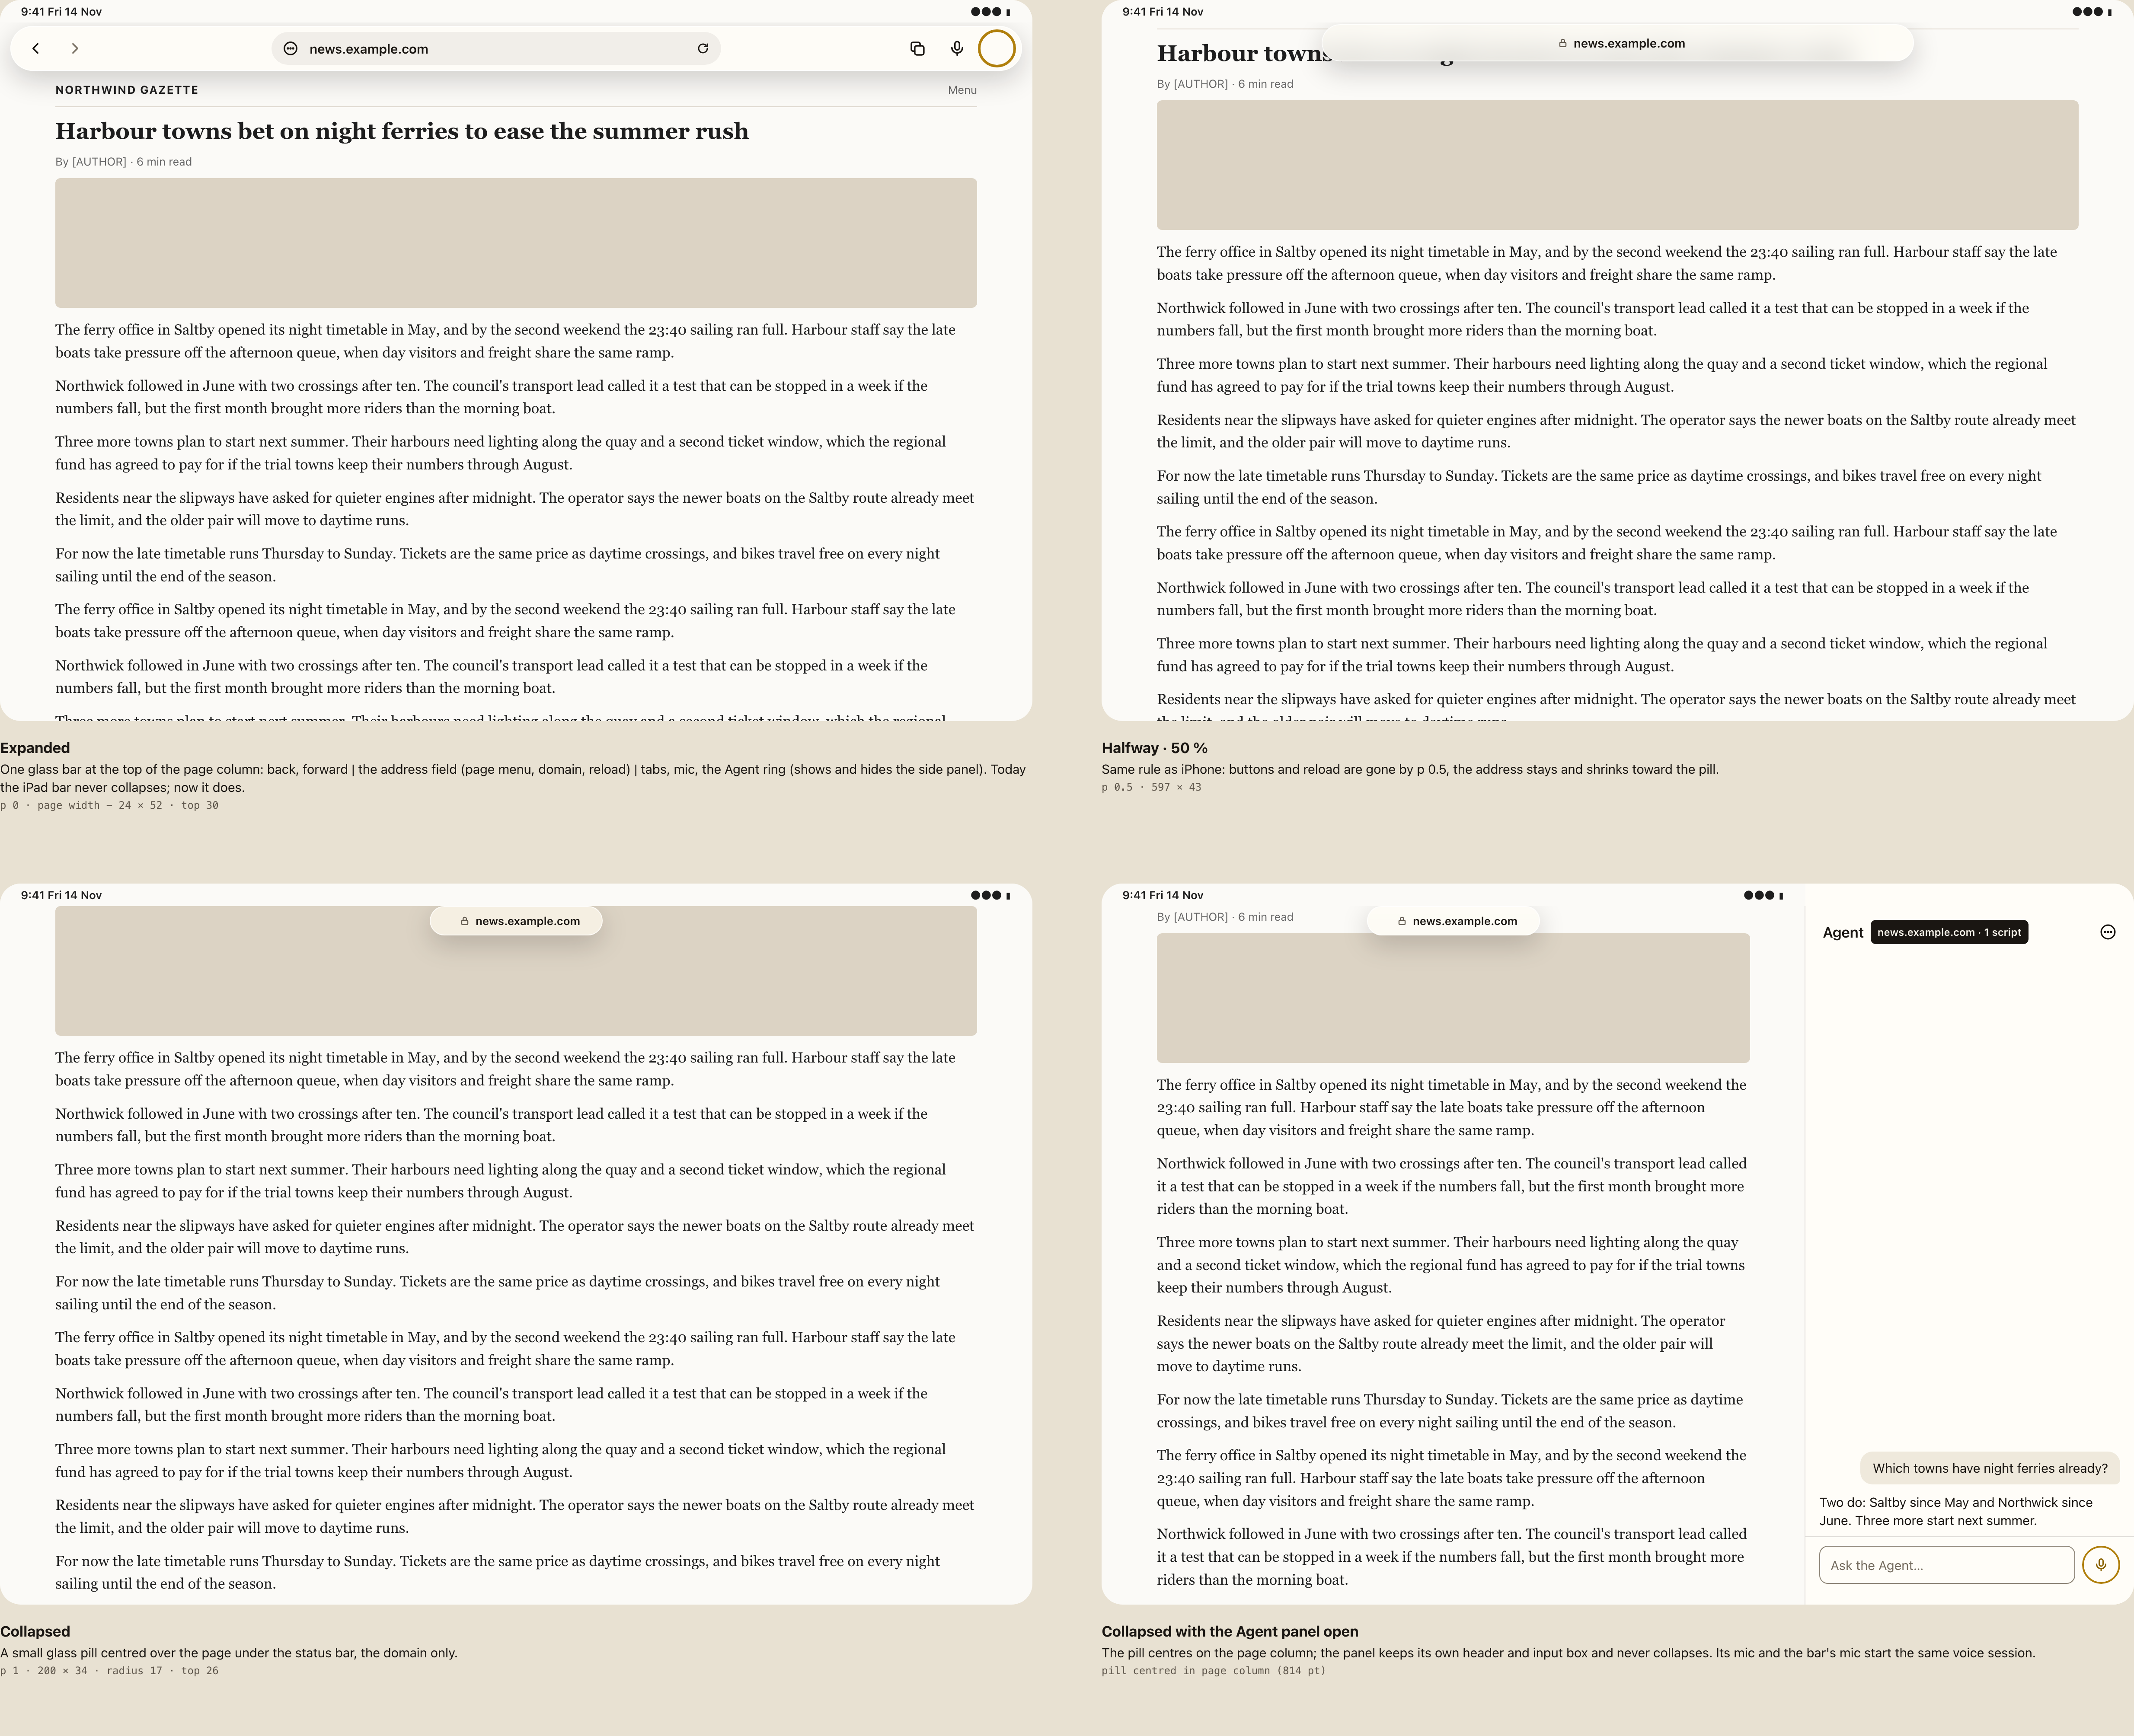 9:41 Fri 14 Nov
news.example.com
NORTHWIND GAZETTE
Menu
Harbour towns bet on night ferries to ease the summer rush
By [AUTHOR] · 6 min read
The ferry office in Saltby opened its night timetable in May, and by the second weekend the 23:40 sailing ran full. Harbour staff say the late
boats take pressure off the afternoon queue, when day visitors and freight share the same ramp.
Northwick followed in June with two crossings after ten. The council's transport lead called it a test that can be stopped in a week if the
numbers fall, but the first month brought more riders than the morning boat.
Three more towns plan to start next summer. Their harbours need lighting along the quay and a second ticket window, which the regional
fund has agreed to pay for if the trial towns keep their numbers through August.
Residents near the slipways have asked for quieter engines after midnight. The operator says the newer boats on the Saltby route already meet
the limit, and the older pair will move to daytime runs.
For now the late timetable runs Thursday to Sunday. Tickets are the same price as daytime crossings, and bikes travel free on every night
sailing until the end of the season.
The ferry office in Saltby opened its night timetable in May, and by the second weekend the 23:40 sailing ran full. Harbour staff say the late
boats take pressure off the afternoon queue, when day visitors and freight share the same ramp.
Northwick followed in June with two crossings after ten. The council's transport lead called it a test that can be stopped in a week if the
numbers fall, but the first month brought more riders than the morning boat.
Three more towns plan to start next summer. Their harbours need lighting along the quay and a second ticket window, which the regional
Expanded
One glass bar at the top of the page column: back, forward | the address field (page menu, domain, reload) | tabs, mic, the Agent ring (shows and hides the side panel). Today
the iPad bar never collapses; now it does.
p 0 · page width − 24 × 52 · top 30
9:41 Fri 14 Nov
news.example.com
Harbour towns
By [AUTHOR] · 6 min read
The ferry office in Saltby opened its night timetable in May, and by the second weekend the 23:40 sailing ran full. Harbour staff say the late
boats take pressure off the afternoon queue, when day visitors and freight share the same ramp.
Northwick followed in June with two crossings after ten. The council's transport lead called it a test that can be stopped in a week if the
numbers fall, but the first month brought more riders than the morning boat.
Three more towns plan to start next summer. Their harbours need lighting along the quay and a second ticket window, which the regional
fund has agreed to pay for if the trial towns keep their numbers through August.
Residents near the slipways have asked for quieter engines after midnight. The operator says the newer boats on the Saltby route already meet
the limit, and the older pair will move to daytime runs.
For now the late timetable runs Thursday to Sunday. Tickets are the same price as daytime crossings, and bikes travel free on every night
sailing until the end of the season.
The ferry office in Saltby opened its night timetable in May, and by the second weekend the 23:40 sailing ran full. Harbour staff say the late
boats take pressure off the afternoon queue, when day visitors and freight share the same ramp.
Northwick followed in June with two crossings after ten. The council's transport lead called it a test that can be stopped in a week if the
numbers fall, but the first month brought more riders than the morning boat.
Three more towns plan to start next summer. Their harbours need lighting along the quay and a second ticket window, which the regional
fund has agreed to pay for if the trial towns keep their numbers through August.
Residents near the slipways have asked for quieter engines after midnight. The operator says the newer boats on the Saltby route already meet
the limit, and the older pair will move to daytime runs.
Halfway · 50 %
Same rule as iPhone: buttons and reload are gone by p 0.5, the address stays and shrinks toward the pill.
p 0.5 · 597 × 43
9:41 Fri 14 Nov
news.example.com
The ferry office in Saltby opened its night timetable in May, and by the second weekend the 23:40 sailing ran full. Harbour staff say the late
boats take pressure off the afternoon queue, when day visitors and freight share the same ramp.
Northwick followed in June with two crossings after ten. The council's transport lead called it a test that can be stopped in a week if the
numbers fall, but the first month brought more riders than the morning boat.
Three more towns plan to start next summer. Their harbours need lighting along the quay and a second ticket window, which the regional
fund has agreed to pay for if the trial towns keep their numbers through August.
Residents near the slipways have asked for quieter engines after midnight. The operator says the newer boats on the Saltby route already meet
the limit, and the older pair will move to daytime runs.
For now the late timetable runs Thursday to Sunday. Tickets are the same price as daytime crossings, and bikes travel free on every night
sailing until the end of the season.
The ferry office in Saltby opened its night timetable in May, and by the second weekend the 23:40 sailing ran full. Harbour staff say the late
boats take pressure off the afternoon queue, when day visitors and freight share the same ramp.
Northwick followed in June with two crossings after ten. The council's transport lead called it a test that can be stopped in a week if the
numbers fall, but the first month brought more riders than the morning boat.
Three more towns plan to start next summer. Their harbours need lighting along the quay and a second ticket window, which the regional
fund has agreed to pay for if the trial towns keep their numbers through August.
Residents near the slipways have asked for quieter engines after midnight. The operator says the newer boats on the Saltby route already meet
the limit, and the older pair will move to daytime runs.
For now the late timetable runs Thursday to Sunday. Tickets are the same price as daytime crossings, and bikes travel free on every night
sailing until the end of the season.
Collapsed
A small glass pill centred over the page under the status bar, the domain only.
p 1 · 200 × 34 · radius 17 · top 26
9:41 Fri 14 Nov
By [AUTHOR] · 6 min read
news.example.com
The ferry office in Saltby opened its night timetable in May, and by the second weekend the
23:40 sailing ran full. Harbour staff say the late boats take pressure off the afternoon
queue, when day visitors and freight share the same ramp.
Northwick followed in June with two crossings after ten. The council's transport lead called
it a test that can be stopped in a week if the numbers fall, but the first month brought more
riders than the morning boat.
Three more towns plan to start next summer. Their harbours need lighting along the quay
and a second ticket window, which the regional fund has agreed to pay for if the trial towns
keep their numbers through August.
Residents near the slipways have asked for quieter engines after midnight. The operator
says the newer boats on the Saltby route already meet the limit, and the older pair will
move to daytime runs.
For now the late timetable runs Thursday to Sunday. Tickets are the same price as daytime
crossings, and bikes travel free on every night sailing until the end of the season.
The ferry office in Saltby opened its night timetable in May, and by the second weekend the
23:40 sailing ran full. Harbour staff say the late boats take pressure off the afternoon
queue, when day visitors and freight share the same ramp.
Northwick followed in June with two crossings after ten. The council's transport lead called
it a test that can be stopped in a week if the numbers fall, but the first month brought more
riders than the morning boat.
Agent
news.example.com · 1 script
Which towns have night ferries already?
Two do: Saltby since May and Northwick since
June. Three more start next summer.
Ask the Agent...
Collapsed with the Agent panel open
The pill centres on the page column; the panel keeps its own header and input box and never collapses. Its mic and the bar's mic start the same voice session.
pill centred in page column (814 pt)